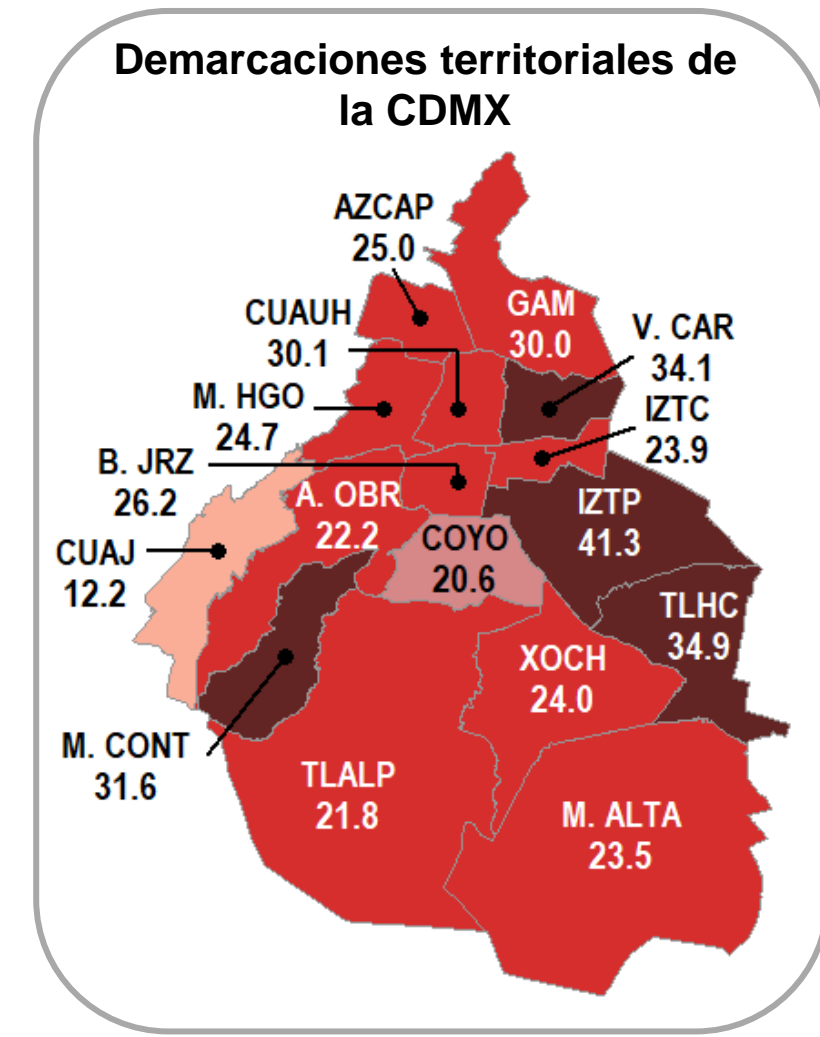 Demarcaciones territoriales de
la CDMX
AZCAP
25.0
GAM
30.0
CUAUH
30.1
V. CAR
34.1
M. HGO
24.7
IZTC
23.9
B. JRZ
26.2
A. OBR
22.2
IZTP
41.3
COYO
20.6
CUAJ
12.2
TLHC
34.9
XOCH
24.0
M. CONT
31.6
TLALP
21.8
M. ALTA
23.5